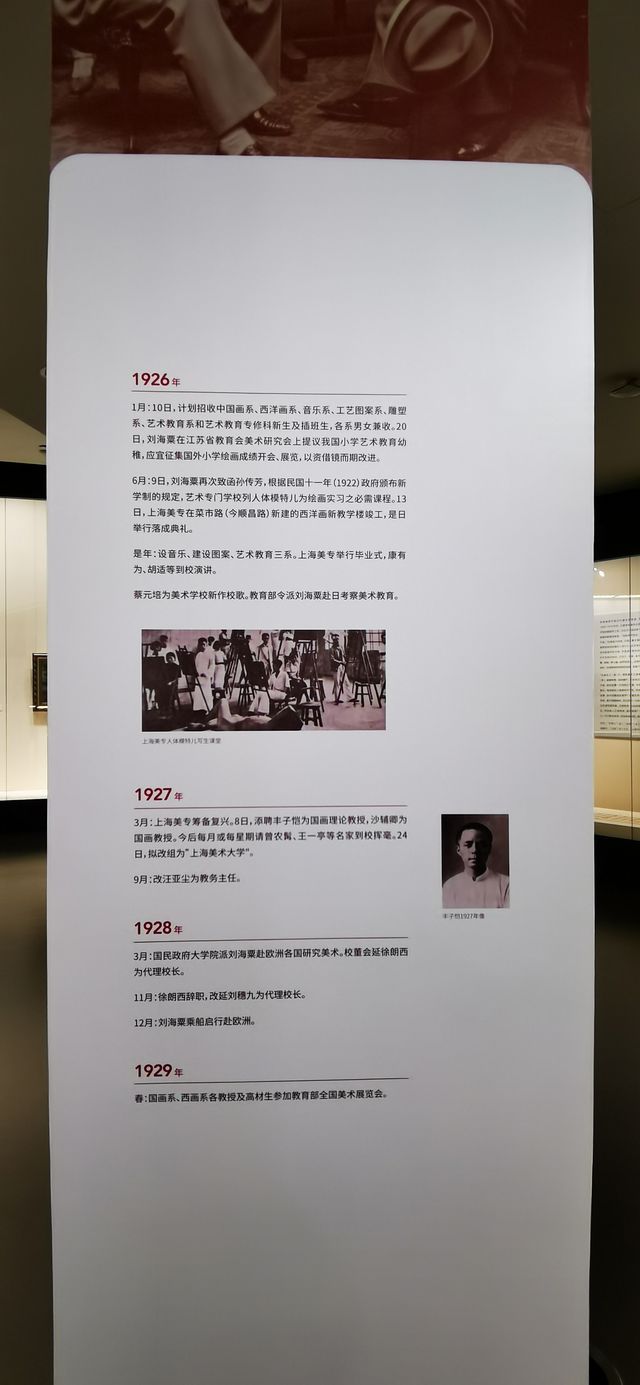 1926年
1月：10日，计划招收中国画系、西洋画系、音乐系、工艺图案系、雕塑
系、艺术教育系和艺术教育专修科新生及插班生，各系男女兼收。20
日，刘海粟在江苏省教育会美术研究会上提议我国小学艺术教育幼
稚，应宜征集国外小学绘画成绩开会、展览，以资借镜而期改进。
6月：9日，刘海粟再次致函孙传芳，根据民国十一年（1922）政府颁布新
学制的规定，艺术专门学校列人体模特儿为绘画实习之必需课程。13
日，上海美专在菜市路（今顺昌路）新建的西洋画新教学楼竣工，是日
举行落成典礼。
是年：设音乐、建设图案、艺术教育三系。上海美专举行毕业式，康有
为、胡适等到校演讲。
蔡元培为美术学校新作校歌。教育部令派刘海粟赴日考察美术教育。
上海美专人体模特儿写生课堂
1927年
3月：上海美专筹备复兴。8日，添聘丰子恺为国画理论教授，沙辅卿为
国画教授。今后每月或每星期请曾农髯、王一亭等名家到校挥毫。24
日，拟改组为“上海美术大学”。
9月：改汪亚尘为教务主任。
丰子恺1927年像
1928年
3月：国民政府大学院派刘海粟赴欧洲各国研究美术。校董会延徐朗西
为代理校长。
11月：徐朗西辞职，改延刘穗九为代理校长。
12月：刘海粟乘船启行赴欧洲。
1929年
春：国画系、西画系各教授及高材生参加教育部全国美术展览会。